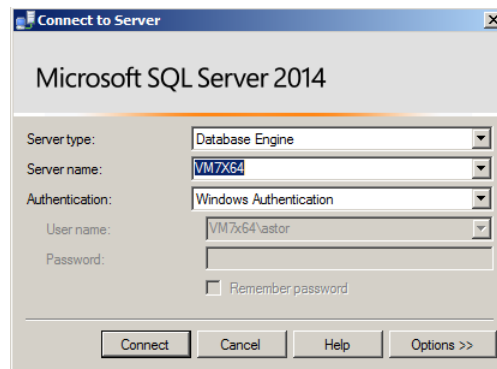 Connect to Server
Microsoft SQL Server 2014
Server type: Database Engine
Server name: VM7X64
Authentication: Windows Authentication
User name: VM7x64\astor
Password:
Remember password
Connect Cancel Help Options >>